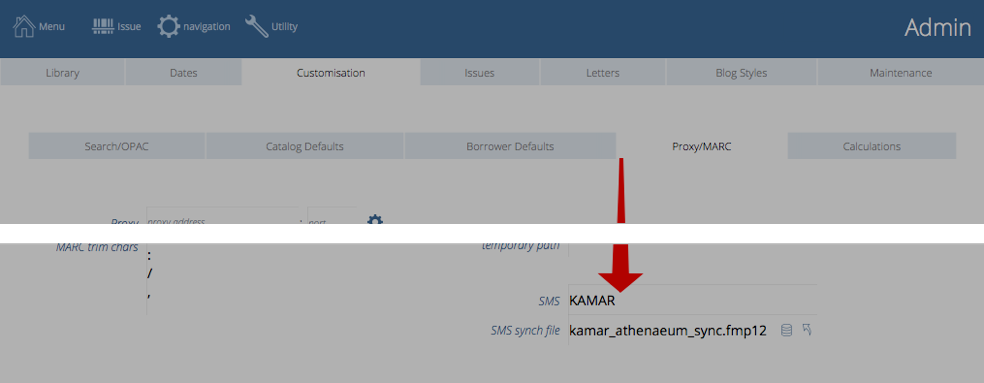 Menu Issue navigation Utility Admin
Library Dates Customisation Issues Letters Blog Styles Maintenance
Search/OPAC Catalog Defaults Borrower Defaults Proxy/MARC Calculations
Proxy proxy address : port
MARC trim chars temporary path
:
/
,
SMS KAMAR
SMS synch file kamar_athenaeum_sync.fmp12